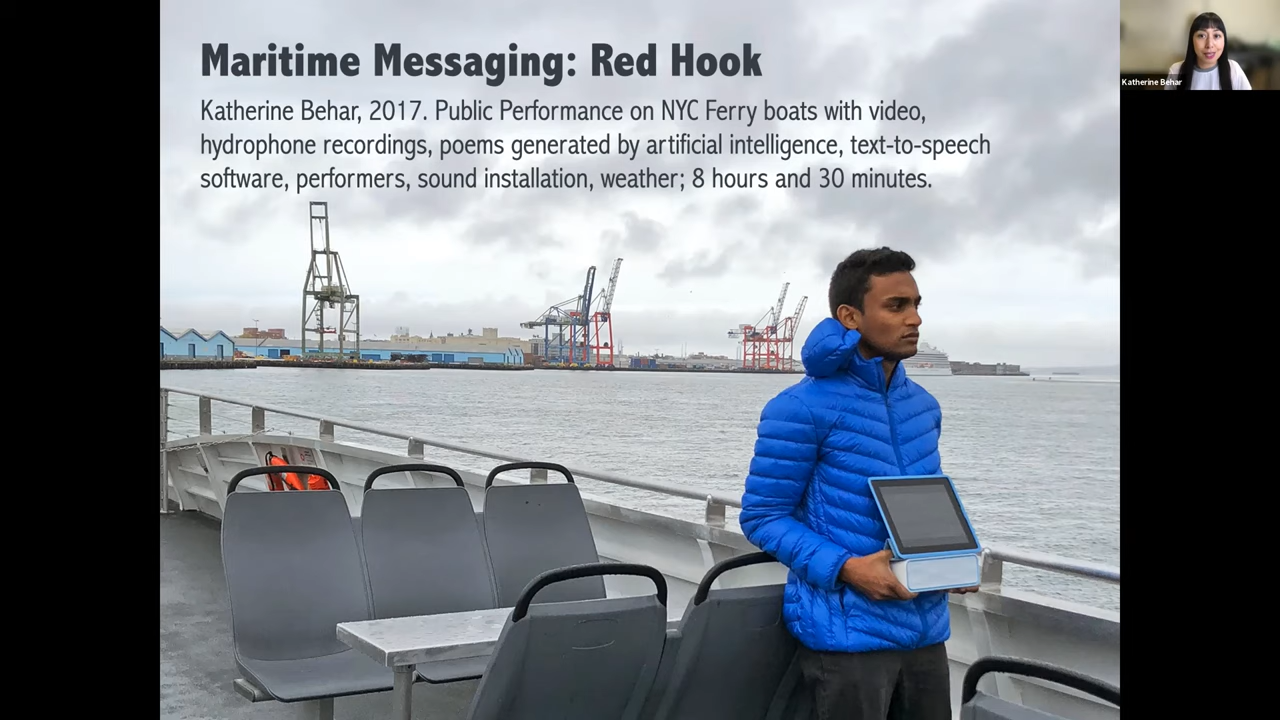 Maritime Messaging: Red Hook
Katherine Behar, 2017. Public Performance on NYC Ferry boats with video,
hydrophone recordings, poems generated by artificial intelligence, text-to-speech
software, performers, sound installation, weather; 8 hours and 30 minutes.
Katherine Behar